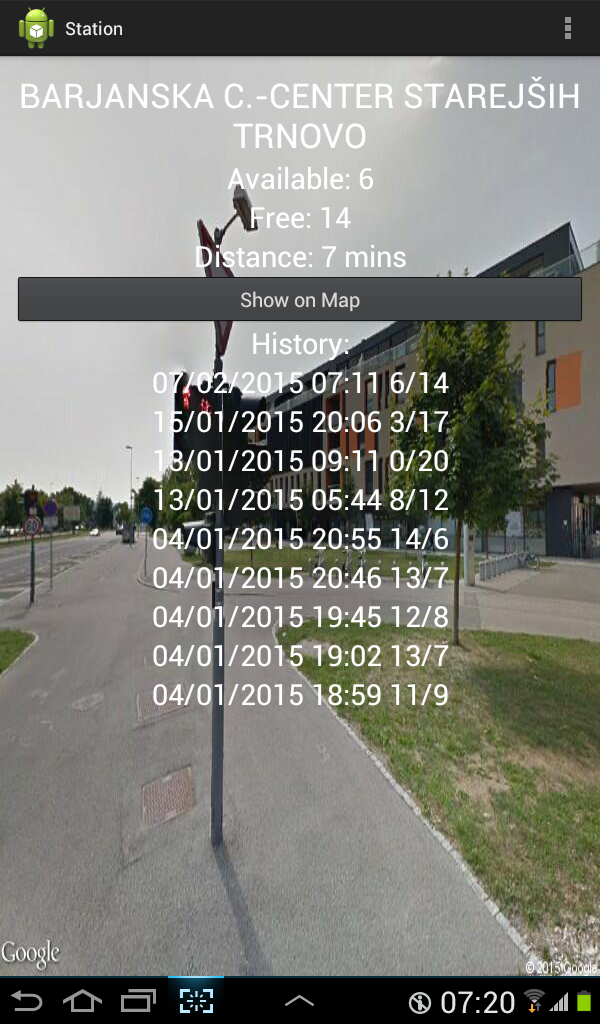 Station
BARJANSKA C.-CENTER STAREJŠIH
TRNOVO
Available: 6
Free: 14
Distance: 7 mins
Show on Map
History:
07/02/2015 07:11 6/14
15/01/2015 20:06 3/17
13/01/2015 09:11 0/20
13/01/2015 05:44 8/12
04/01/2015 20:55 14/6
04/01/2015 20:46 13/7
04/01/2015 19:45 12/8
04/01/2015 19:02 13/7
04/01/2015 18:59 11/9
Google
© 2015 Google
07:20